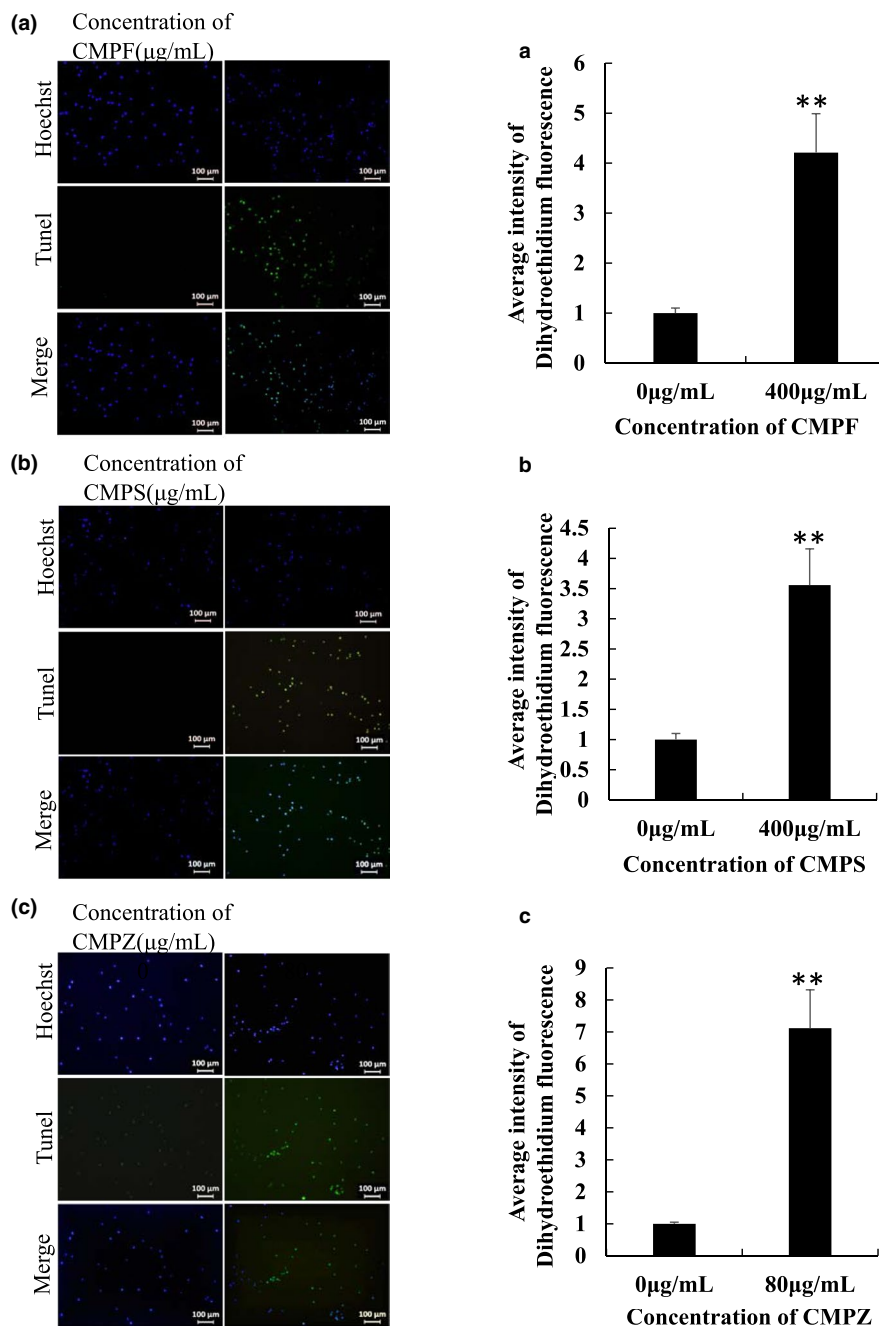 (a)
Concentration of
CMPF(μg/mL)
Hoechst
100 μm
100 μm
Tunel
100 μm
100 μm
Merge
100 μm
100 μm
a
Average intensity of
Dihydroethidium fluorescence
6
5
4
3
2
1
0
**
0μg/mL
400μg/mL
Concentration of CMPF
(b)
Concentration of
CMPS(μg/mL)
Hoechst
100 μm
100 μm
Tunel
100 μm
100 μm
Merge
100 μm
100 μm
b
Average intensity of
Dihydroethidium fluorescence
4.5
4
3.5
3
2.5
2
1.5
1
0.5
0
**
0μg/mL
400μg/mL
Concentration of CMPS
(c)
Concentration of
CMPZ(μg/mL)
Hoechst
100 μm
100 μm
Tunel
100 μm
100 μm
Merge
100 μm
100 μm
c
Average intensity of
Dihydroethidium fluorescence
9
8
7
6
5
4
3
2
1
0
**
0μg/mL
80μg/mL
Concentration of CMPZ